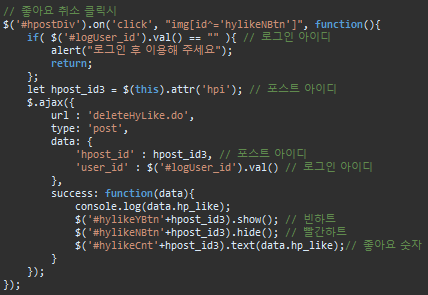 // 좋아요 취소 클릭시
$('#hpostDiv').on('click', "img[id^='hylikeNBtn']", function(){
    if( $('#logUser_id').val() == "" ){ // 로그인 아이디
        alert("로그인 후 이용해 주세요");
        return;
    };
    let hpost_id3 = $(this).attr('hpi'); // 포스트 아이디
    $.ajax({
        url : 'deleteHyLike.do',
        type: 'post',
        data: {
            'hpost_id' : hpost_id3, // 포스트 아이디
            'user_id' : $('#logUser_id').val() // 로그인 아이디
        },
        success: function(data){
            console.log(data.hp_like);
            $('#hylikeYBtn'+hpost_id3).show(); // 빈하트
            $('#hylikeNBtn'+hpost_id3).hide(); // 빨간하트
            $('#hylikeCnt'+hpost_id3).text(data.hp_like);// 좋아요 숫자
        }
    });
});